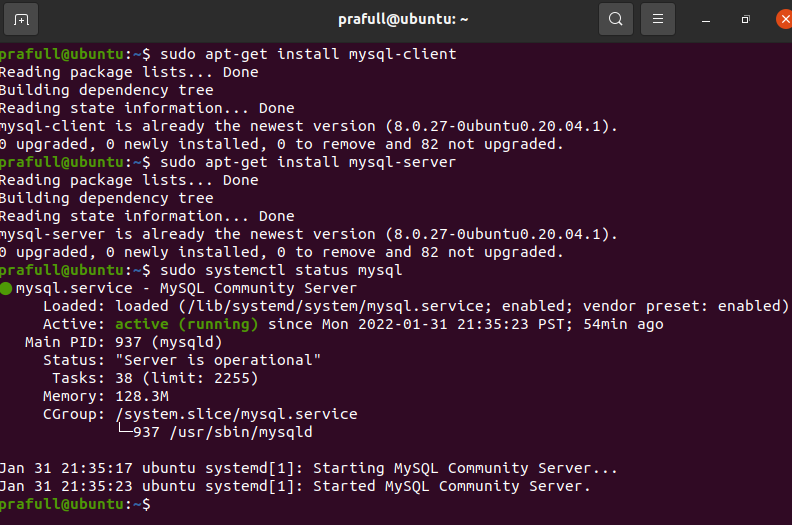 prafull@ubuntu: ~
prafull@ubuntu:~$ sudo apt-get install mysql-client
Reading package lists... Done
Building dependency tree
Reading state information... Done
mysql-client is already the newest version (8.0.27-0ubuntu0.20.04.1).
0 upgraded, 0 newly installed, 0 to remove and 82 not upgraded.
prafull@ubuntu:~$ sudo apt-get install mysql-server
Reading package lists... Done
Building dependency tree
Reading state information... Done
mysql-server is already the newest version (8.0.27-0ubuntu0.20.04.1).
0 upgraded, 0 newly installed, 0 to remove and 82 not upgraded.
prafull@ubuntu:~$ sudo systemctl status mysql
● mysql.service - MySQL Community Server
     Loaded: loaded (/lib/systemd/system/mysql.service; enabled; vendor preset: enabled)
     Active: active (running) since Mon 2022-01-31 21:35:23 PST; 54min ago
   Main PID: 937 (mysqld)
     Status: "Server is operational"
      Tasks: 38 (limit: 2255)
     Memory: 128.3M
     CGroup: /system.slice/mysql.service
             └─937 /usr/sbin/mysqld

Jan 31 21:35:17 ubuntu systemd[1]: Starting MySQL Community Server...
Jan 31 21:35:23 ubuntu systemd[1]: Started MySQL Community Server.
prafull@ubuntu:~$